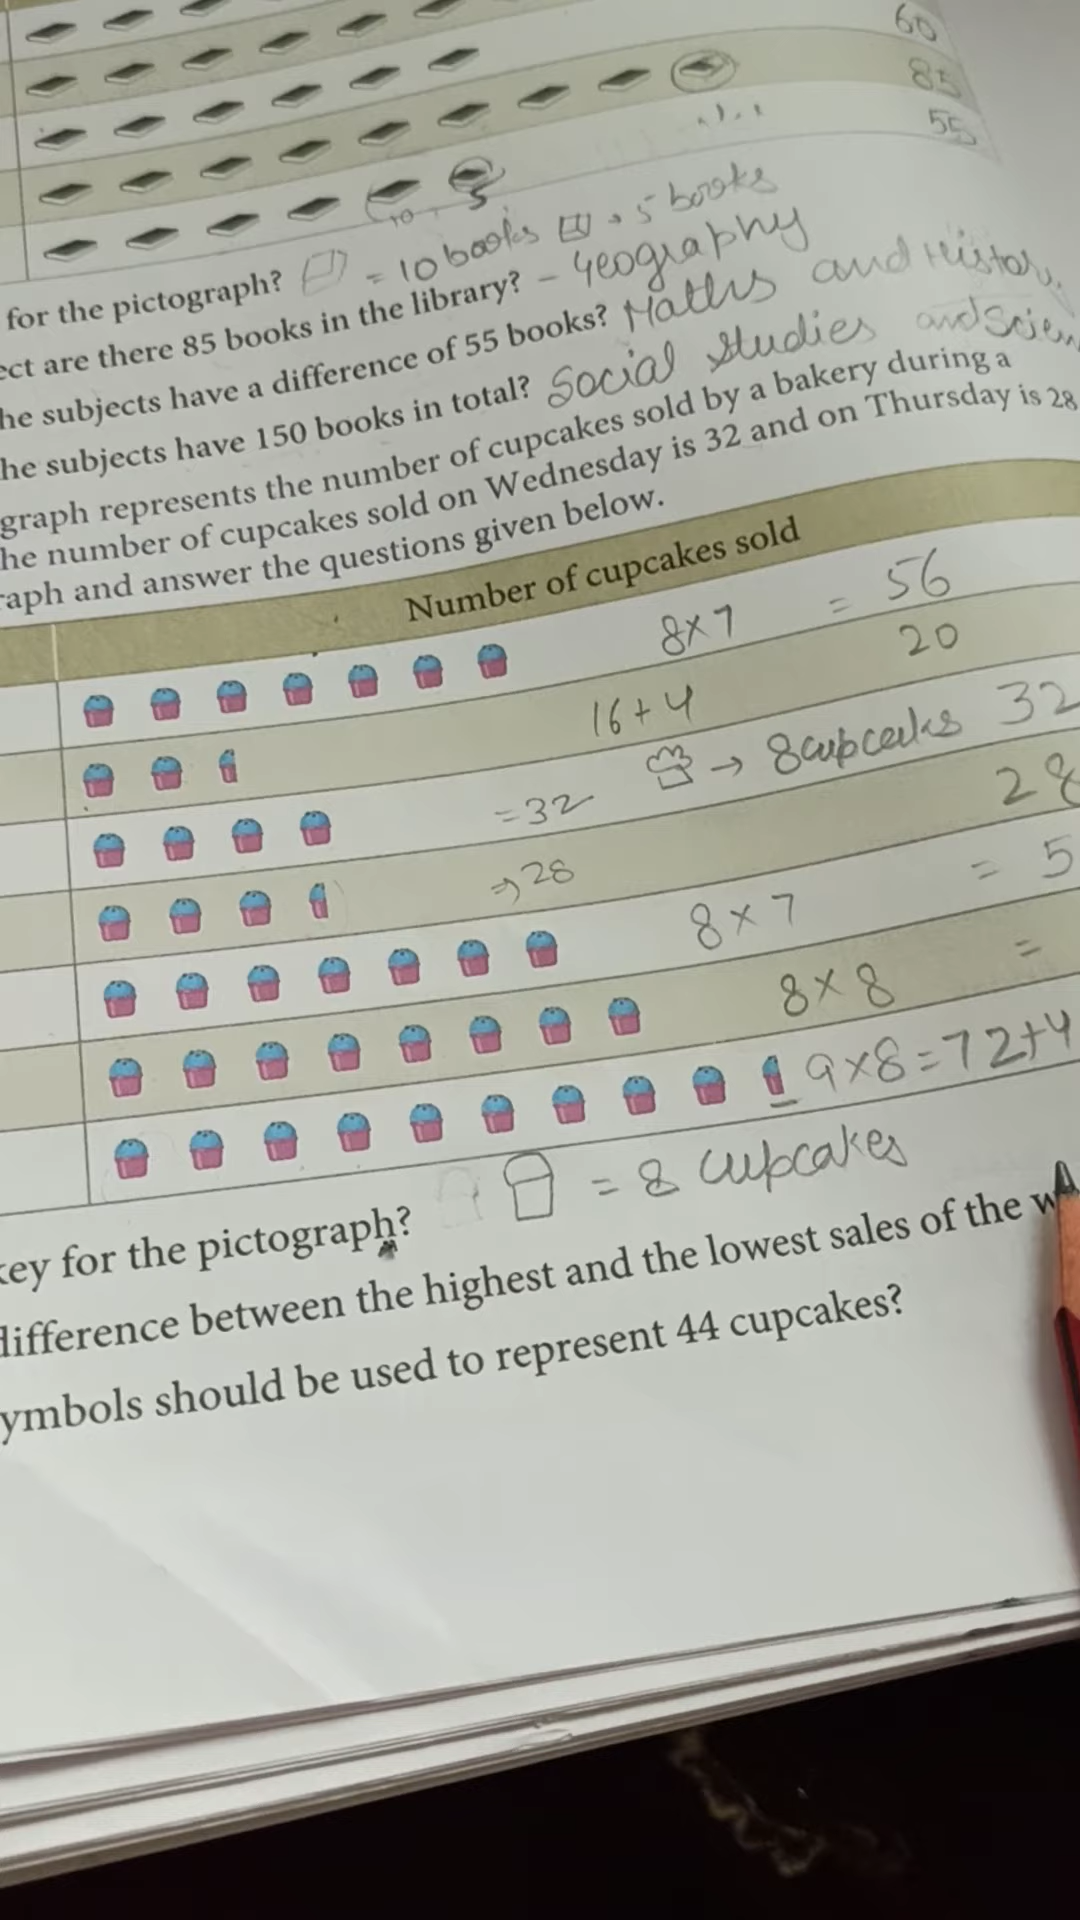 60
85
55
10 5
for the pictograph? = 10 books → 5 books
ect are there 85 books in the library? - Geography
he subjects have a difference of 55 books? Maths and Histor
he subjects have 150 books in total? Social Studies and Scien
graph represents the number of cupcakes sold by a bakery during a
he number of cupcakes sold on Wednesday is 32 and on Thursday is 28
raph and answer the questions given below.
Number of cupcakes sold
8×7 = 56
16+4 20
=32 → 8 32
⇒ 28 28
8×7 = 5
8×8 =
9×8=72+4
key for the pictograph? = 8 cupcakes
difference between the highest and the lowest sales of the w
ymbols should be used to represent 44 cupcakes?